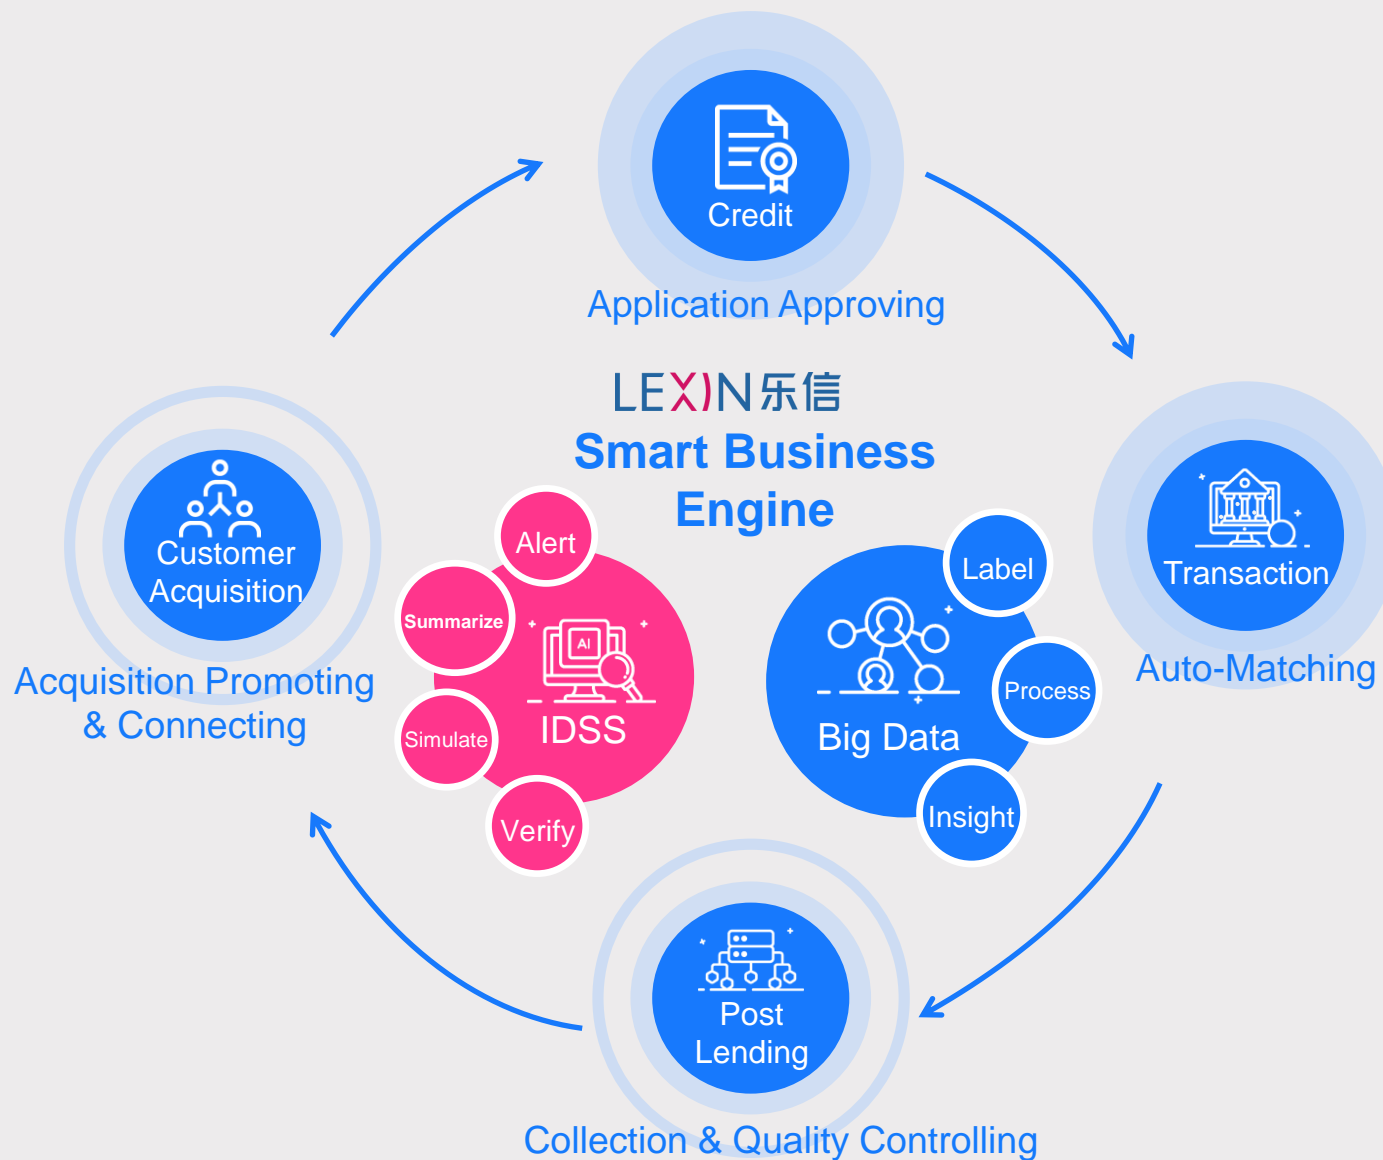 Credit
Application Approving
LEXIN乐信
Smart Business
Engine
Customer
Acquisition
Acquisition Promoting
& Connecting
Alert
Summarize
Simulate
Verify
AI
IDSS
Big Data
Label
Process
Insight
Transaction
Auto-Matching
Post
Lending
Collection & Quality Controlling